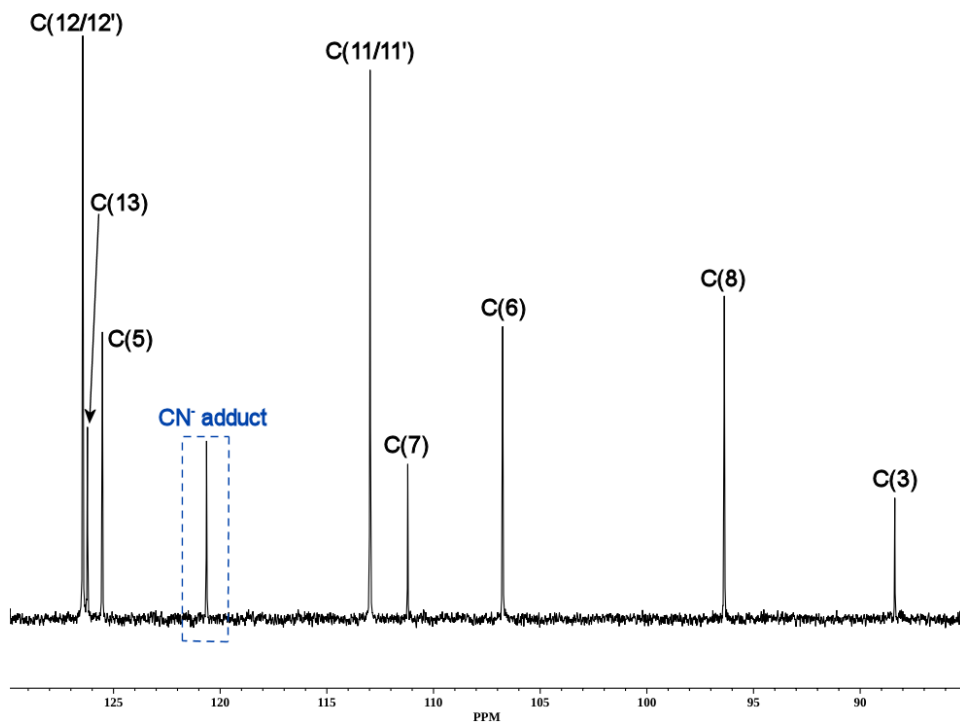 C(12/12')
C(11/11')
C(13)
C(5)
C(8)
C(6)
CN⁻ adduct
C(7)
C(3)
125
120
115
110
105
100
95
90
PPM